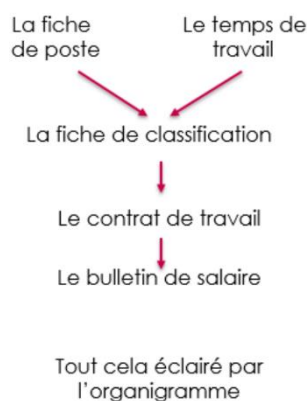 La fiche
de poste
Le temps de
travail
La fiche de classification
Le contrat de travail
Le bulletin de salaire
Tout cela éclairé par
l'organigramme